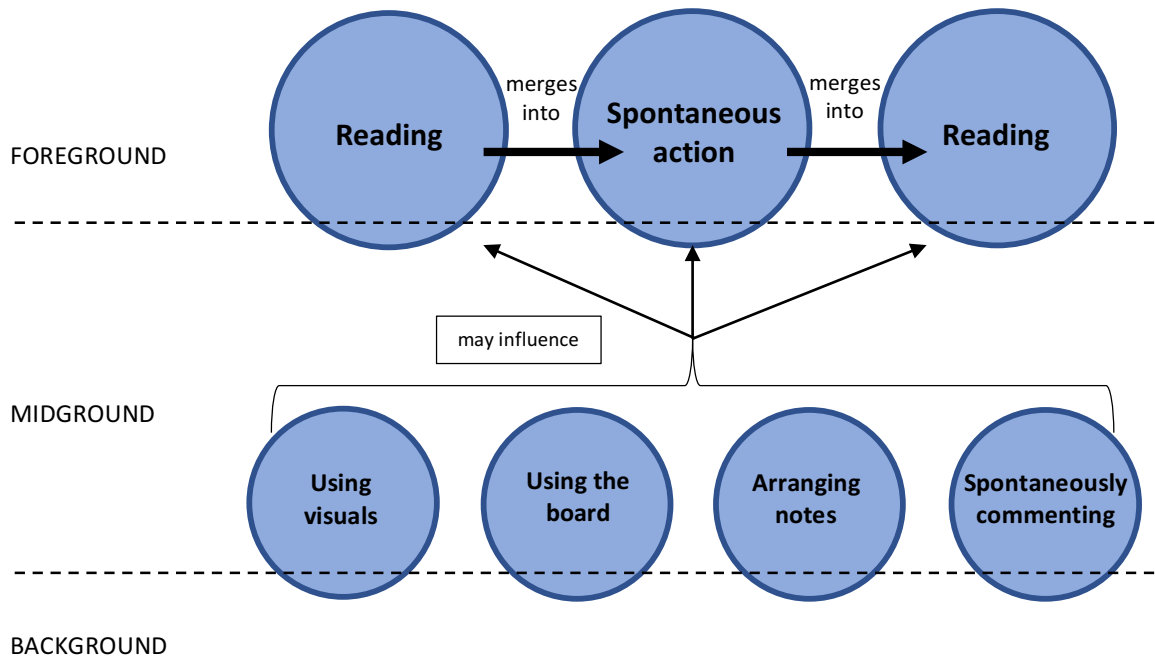 merges
into
merges
into
Reading
Spontaneous
action
Reading
FOREGROUND
may influence
MIDGROUND
Using
visuals
Using the
board
Arranging
notes
Spontaneously
commenting
BACKGROUND